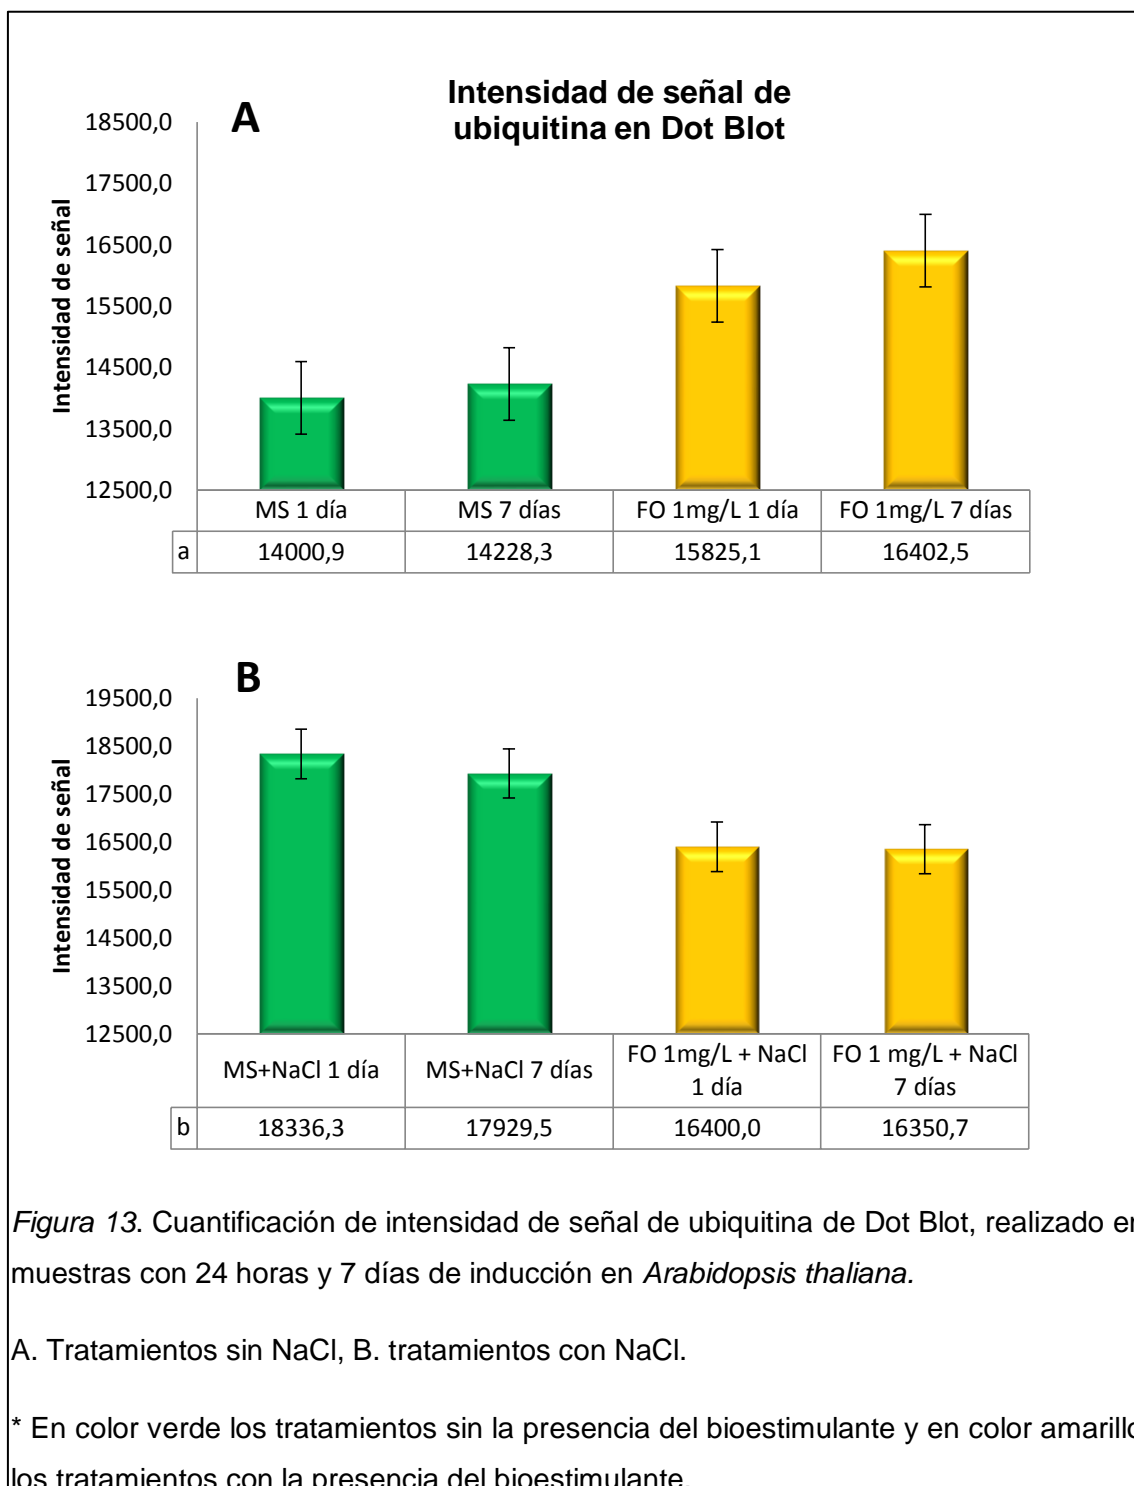 A
Intensidad de señal de
ubiquitina en Dot Blot
Intensidad de señal
18500,0
17500,0
16500,0
15500,0
14500,0
13500,0
12500,0
MS 1 día MS 7 días FO 1mg/L 1 día FO 1mg/L 7 días
a 14000,9 14228,3 15825,1 16402,5
B
Intensidad de señal
19500,0
18500,0
17500,0
16500,0
15500,0
14500,0
13500,0
12500,0
MS+NaCl 1 día MS+NaCl 7 días FO 1mg/L + NaCl 1 día FO 1 mg/L + NaCl 7 días
b 18336,3 17929,5 16400,0 16350,7
Figura 13. Cuantificación de intensidad de señal de ubiquitina de Dot Blot, realizado en
muestras con 24 horas y 7 días de inducción en Arabidopsis thaliana.
A. Tratamientos sin NaCl, B. tratamientos con NaCl.
* En color verde los tratamientos sin la presencia del bioestimulante y en color amarillo
los tratamientos con la presencia del bioestimulante.